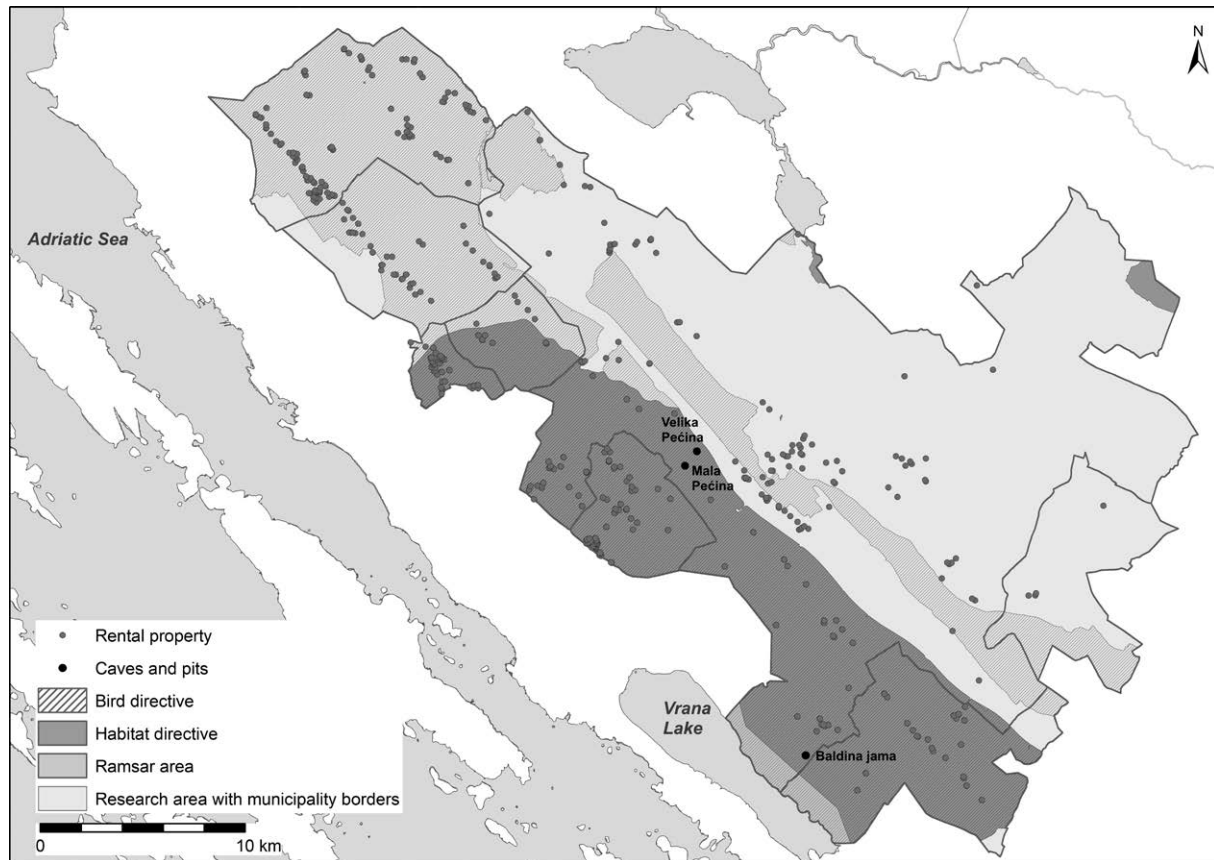 N
Adriatic Sea
Velika
Pećina
Mala
Pećina
Vrana
Lake
Baldina jama
Rental property
Caves and pits
Bird directive
Habitat directive
Ramsar area
Research area with municipality borders
0
10 km